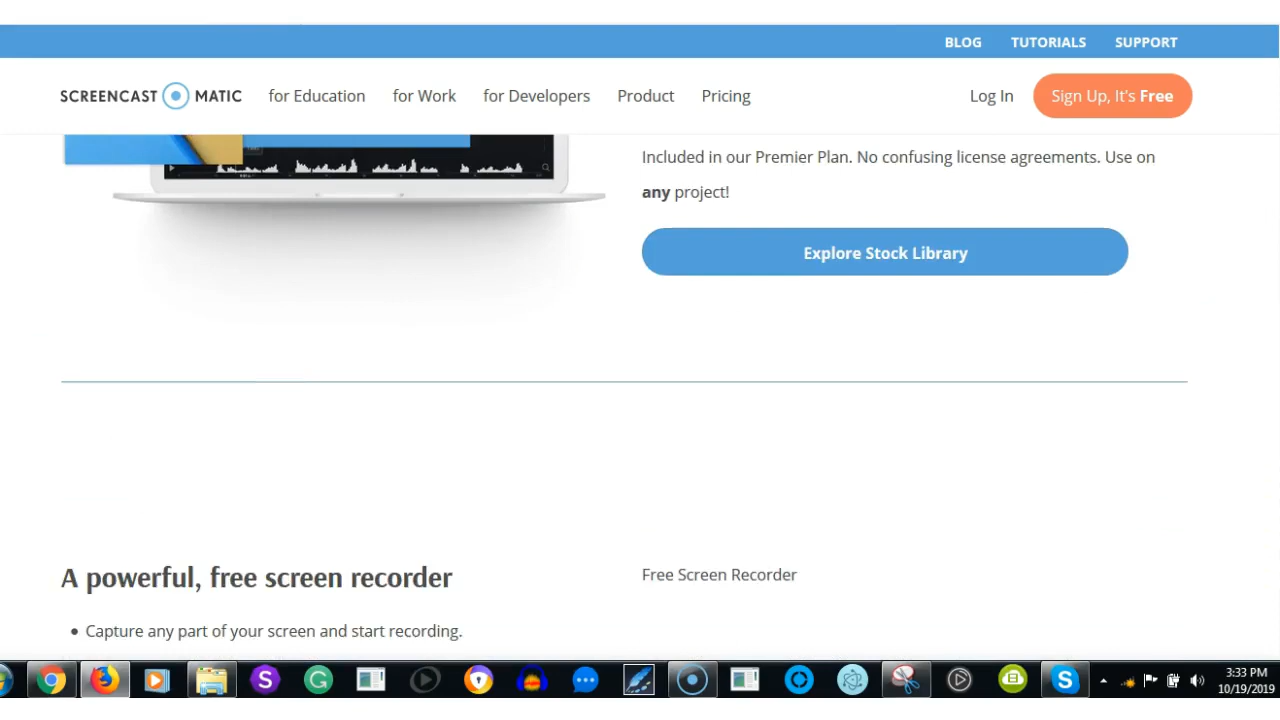 BLOG TUTORIALS SUPPORT
SCREENCAST MATIC for Education for Work for Developers Product Pricing Log In Sign Up, It's Free
Included in our Premier Plan. No confusing license agreements. Use on
any project!
Explore Stock Library
A powerful, free screen recorder
Free Screen Recorder
• Capture any part of your screen and start recording.
3:33 PM
10/19/2019